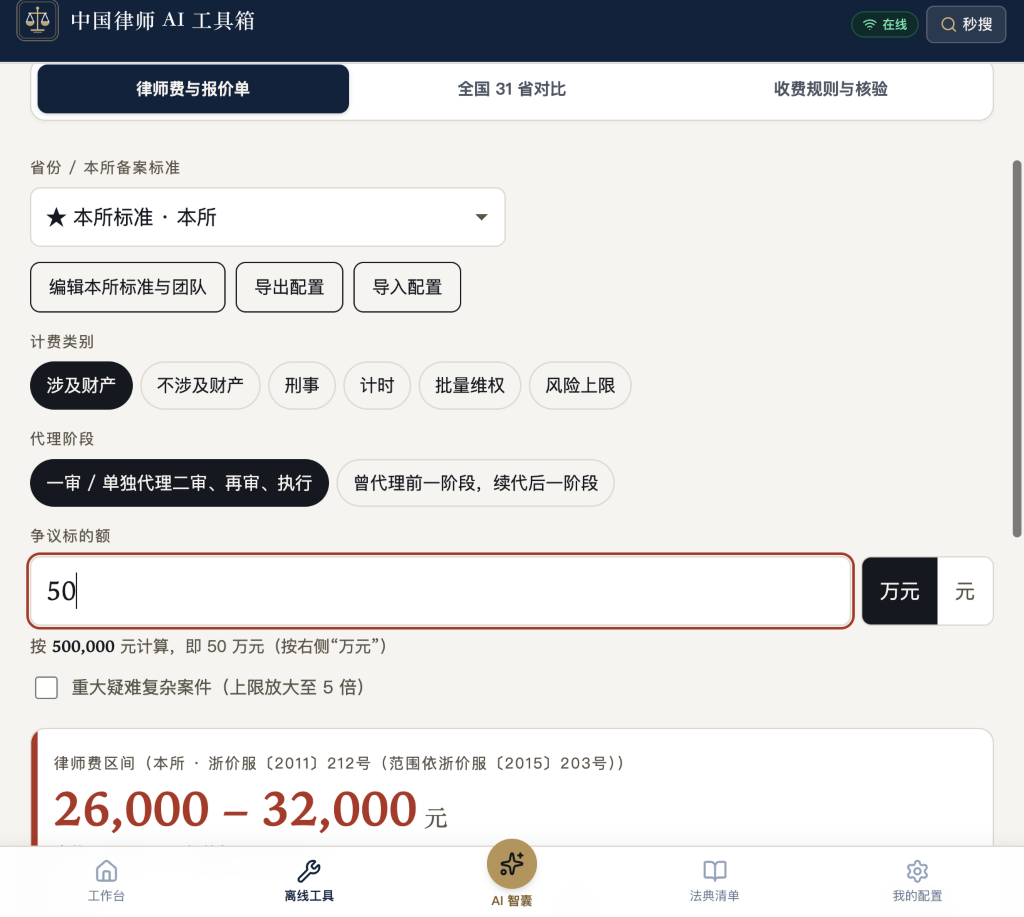 中国律师 AI 工具箱
在线
秒搜
律师费与报价单
全国 31 省对比
收费规则与核验
省份 / 本所备案标准
★ 本所标准 · 本所
编辑本所标准与团队
导出配置
导入配置
计费类别
涉及财产
不涉及财产
刑事
计时
批量维权
风险上限
代理阶段
一审 / 单独代理二审、再审、执行
曾代理前一阶段，续代后一阶段
争议标的额
50
万元
元
按 500,000 元计算，即 50 万元（按右侧“万元”）
重大疑难复杂案件（上限放大至 5 倍）
律师费区间（本所 · 浙价服〔2011〕212号（范围依浙价服〔2015〕203号））
26,000 – 32,000 元
工作台
离线工具
AI 智囊
法典清单
我的配置